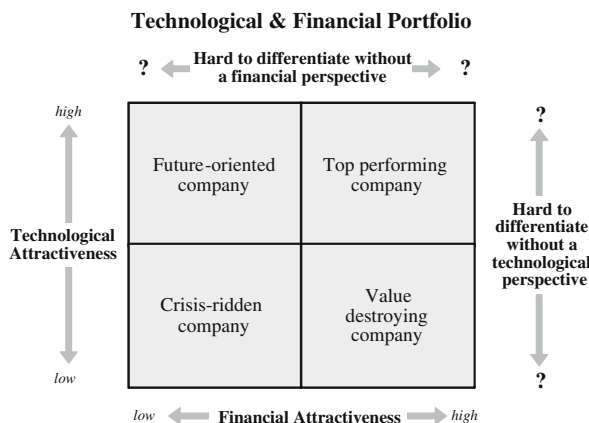 Technological & Financial Portfolio
? Hard to differentiate without ?
a financial perspective
high
?
Future-oriented
company
Top performing
company
Technological
Attractiveness
Hard to
differentiate
without a
technological
perspective
Crisis-ridden
company
Value
destroying
company
low
?
low Financial Attractiveness high